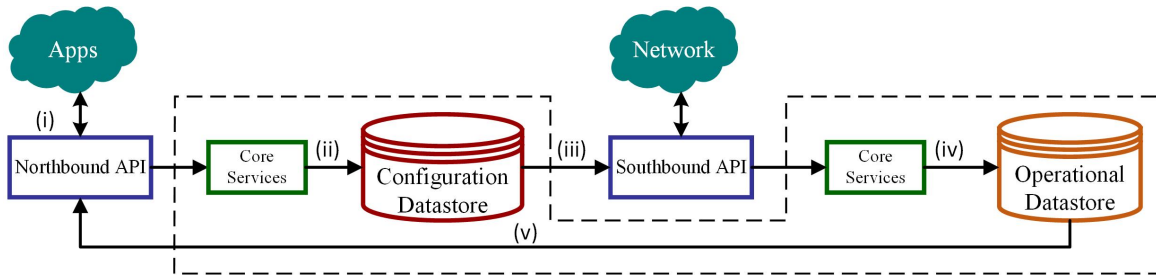 Apps
Network
(i)
(ii)
(iii)
(iv)
Northbound API
Core
Services
Configuration
Datastore
Southbound API
Core
Services
Operational
Datastore
(v)